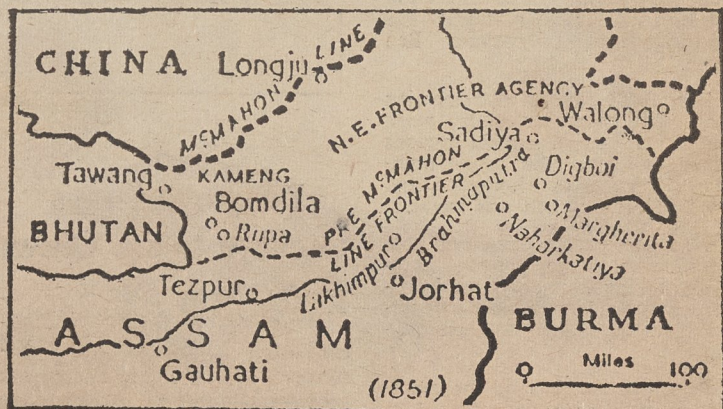 CHINA
Longju
McMAHON LINE
N.E. FRONTIER AGENCY
Walong
Sadiya
Tawang
KAMENG
Bomdila
PRE McMAHON
LINE FRONTIER
Digboi
BHUTAN
Rupa
Brahmaputra
Margherita
Naharkatiya
Tezpur
Lakhimpur
Jorhat
ASSAM
BURMA
Gauhati
Miles
0 100
(1851)